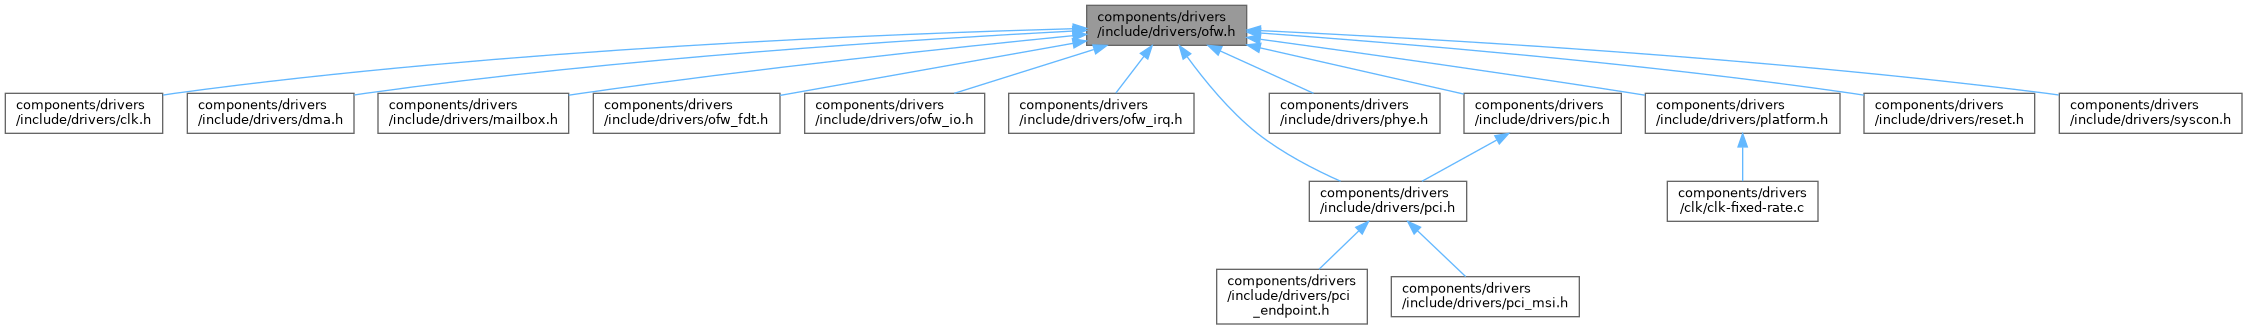 components/drivers
/include/drivers/ofw.h
components/drivers
/include/drivers/clk.h
components/drivers
/include/drivers/dma.h
components/drivers
/include/drivers/mailbox.h
components/drivers
/include/drivers/ofw_fdt.h
components/drivers
/include/drivers/ofw_io.h
components/drivers
/include/drivers/ofw_irq.h
components/drivers
/include/drivers/phye.h
components/drivers
/include/drivers/pic.h
components/drivers
/include/drivers/platform.h
components/drivers
/include/drivers/reset.h
components/drivers
/include/drivers/syscon.h
components/drivers
/include/drivers/pci.h
components/drivers
/clk/clk-fixed-rate.c
components/drivers
/include/drivers/pci
_endpoint.h
components/drivers
/include/drivers/pci_msi.h